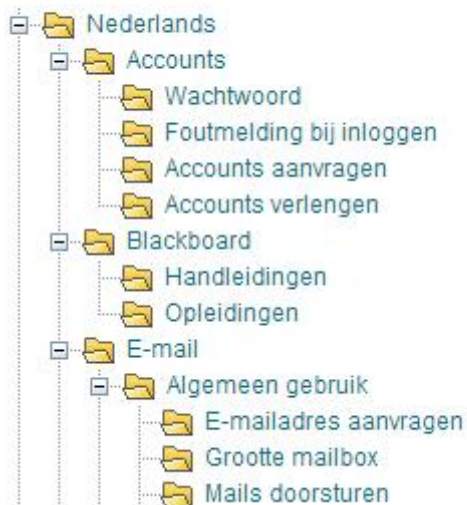 Nederlands
Accounts
Wachtwoord
Foutmelding bij inloggen
Accounts aanvragen
Accounts verlengen
Blackboard
Handleidingen
Opleidingen
E-mail
Algemeen gebruik
E-mailadres aanvragen
Grootte mailbox
Mails doorsturen